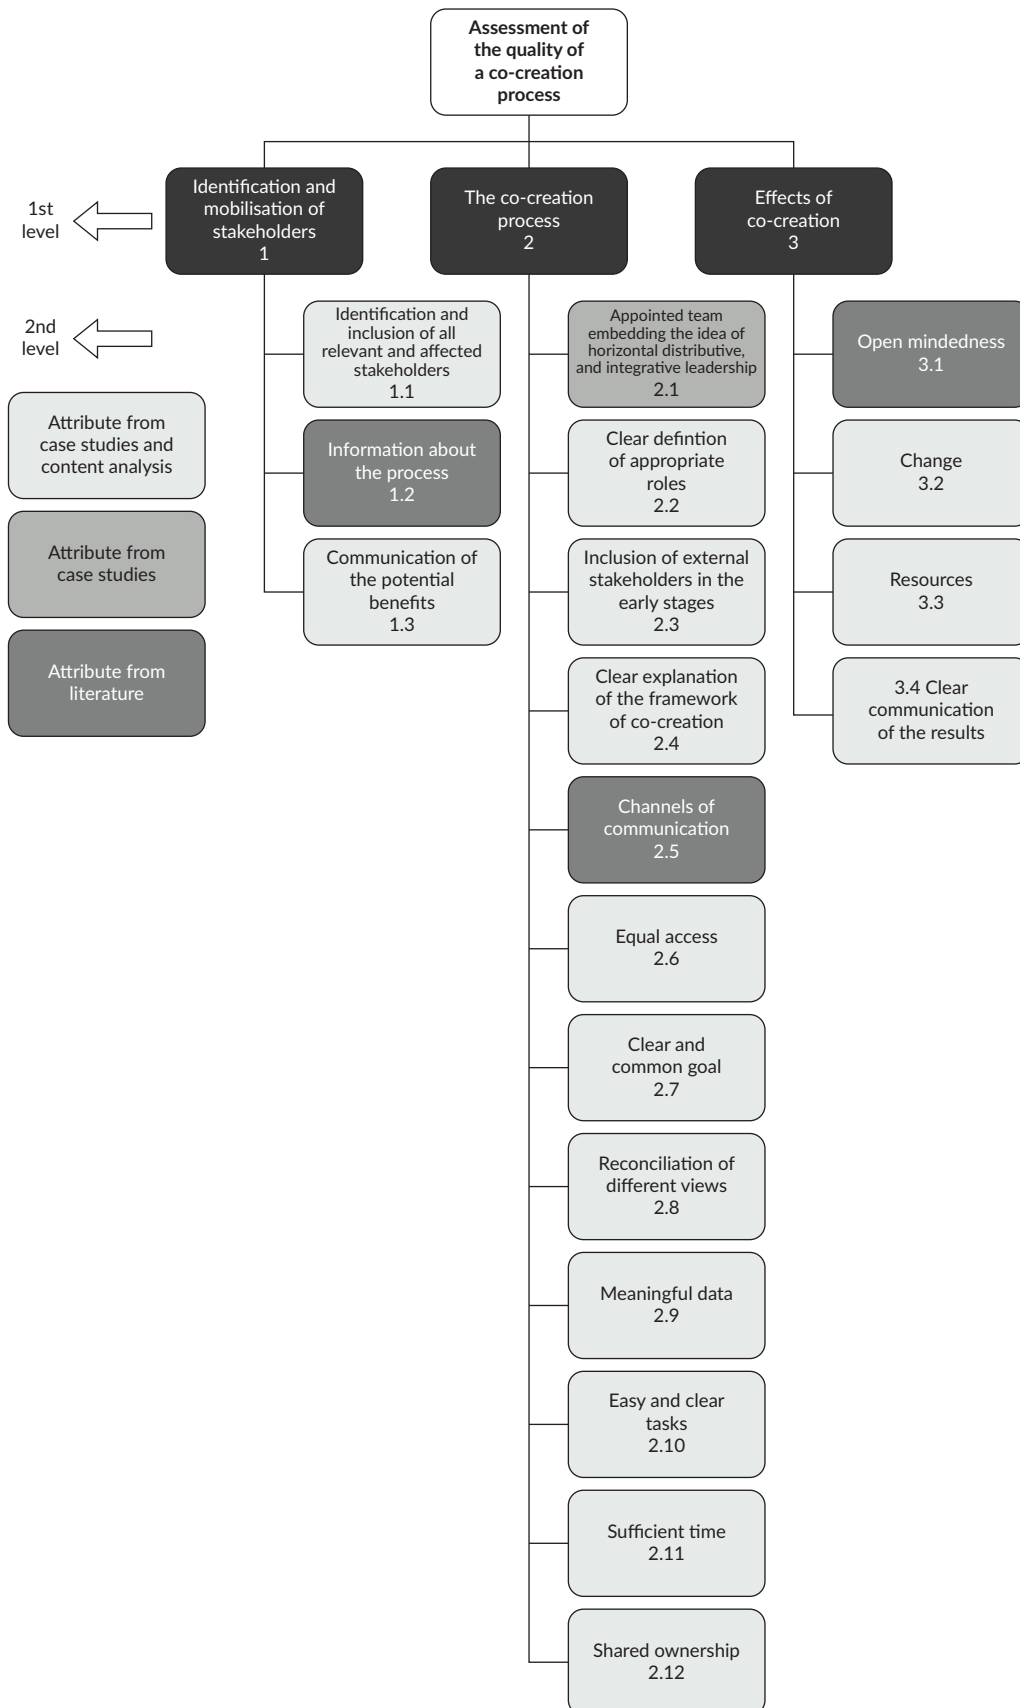 Assessment of
the quality of
a co-creation
process
1st
level
Identification and
mobilisation of
stakeholders
1
The co-creation
process
2
Effects of
co-creation
3
2nd
level
Attribute from
case studies and
content analysis
Attribute from
case studies
Attribute from
literature
Identification and
inclusion of all
relevant and affected
stakeholders
1.1
Information about
the process
1.2
Communication of
the potential
benefits
1.3
Appointed team
embedding the idea of
horizontal distributive,
and integrative leadership
2.1
Clear defintion
of appropriate
roles
2.2
Inclusion of external
stakeholders in the
early stages
2.3
Clear explanation
of the framework
of co-creation
2.4
Channels of
communication
2.5
Equal access
2.6
Clear and
common goal
2.7
Reconciliation of
different views
2.8
Meaningful data
2.9
Easy and clear
tasks
2.10
Sufficient time
2.11
Shared ownership
2.12
Open mindedness
3.1
Change
3.2
Resources
3.3
3.4 Clear
communication
of the results